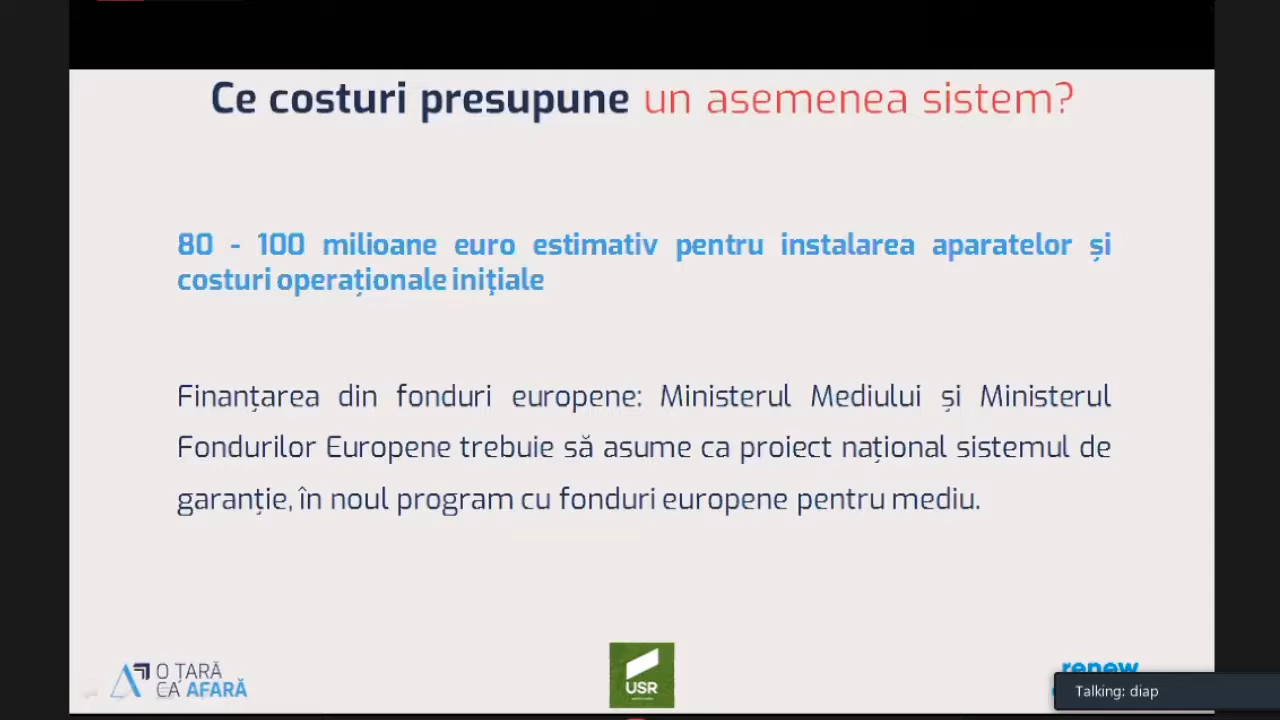 Ce costuri presupune un asemenea sistem?
80 - 100 milioane euro estimativ pentru instalarea aparatelor și
costuri operaționale iniţiale
Finanțarea din fonduri europene: Ministerul Mediului și Ministerul
Fondurilor Europene trebuie să asume ca proiect național sistemul de
garanție, în noul program cu fonduri europene pentru mediu.
O ȚARĂ
CA AFARĂ
USR
renew
Talking: diap